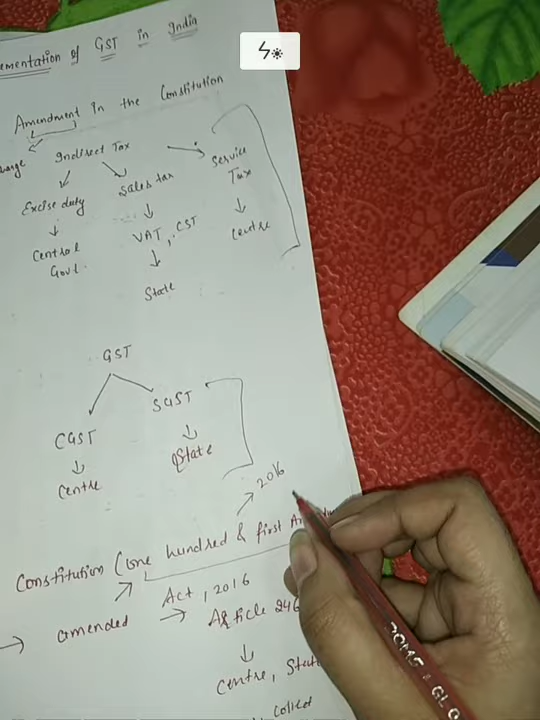 ementation of GST in India
Amendment in the Constitution
Indirect Tax
Excise duty
Central
Govt.
Sales tax
VAT, CST
State
Service
Tax
Centre
GST
CGST
Centre
SGST
State
2016
Constitution (One hundred & first
Act, 2016
amended
Article 246
Centre, State
collect